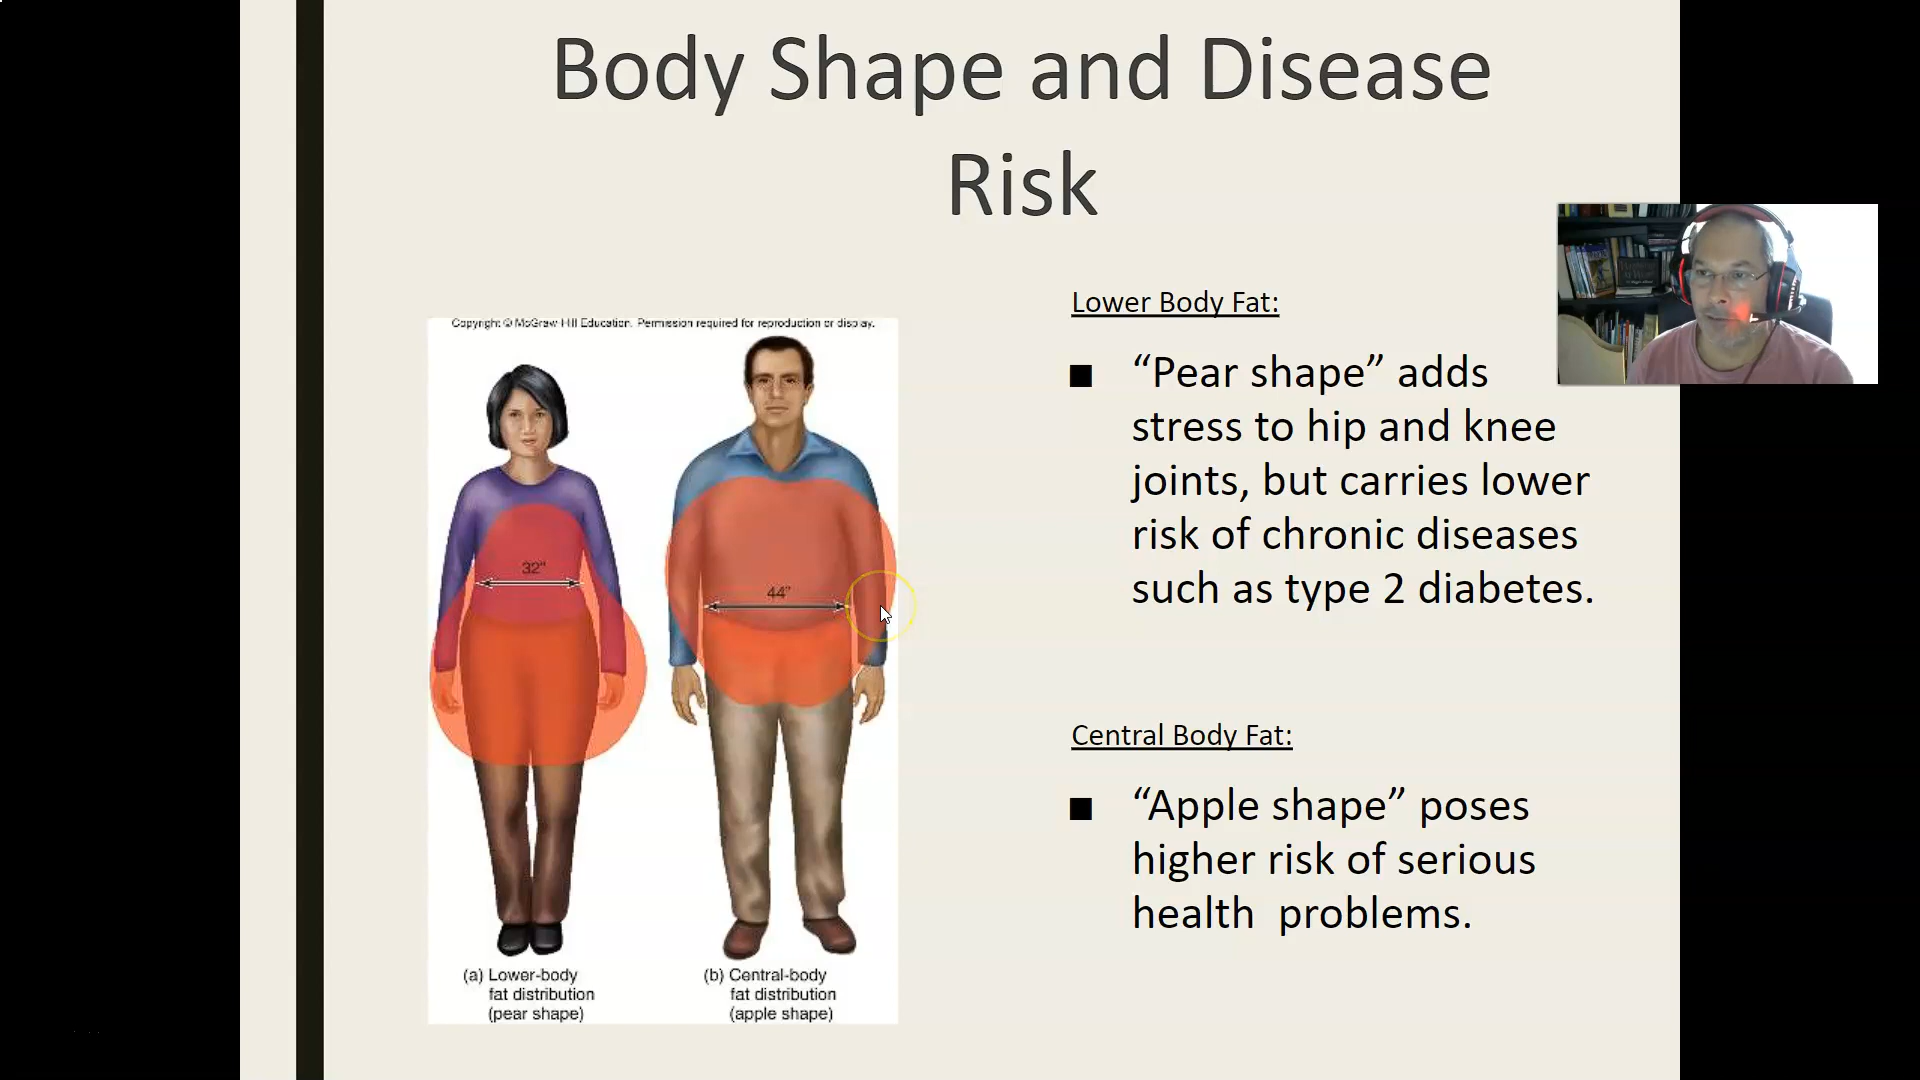 Body Shape and Disease
Risk
Copyright © McGraw-Hill Education. Permission required for reproduction or display.
32"
44"
(a) Lower-body
fat distribution
(pear shape)
(b) Central-body
fat distribution
(apple shape)
Lower Body Fat:
■ “Pear shape” adds
stress to hip and knee
joints, but carries lower
risk of chronic diseases
such as type 2 diabetes.
Central Body Fat:
■ “Apple shape” poses
higher risk of serious
health  problems.